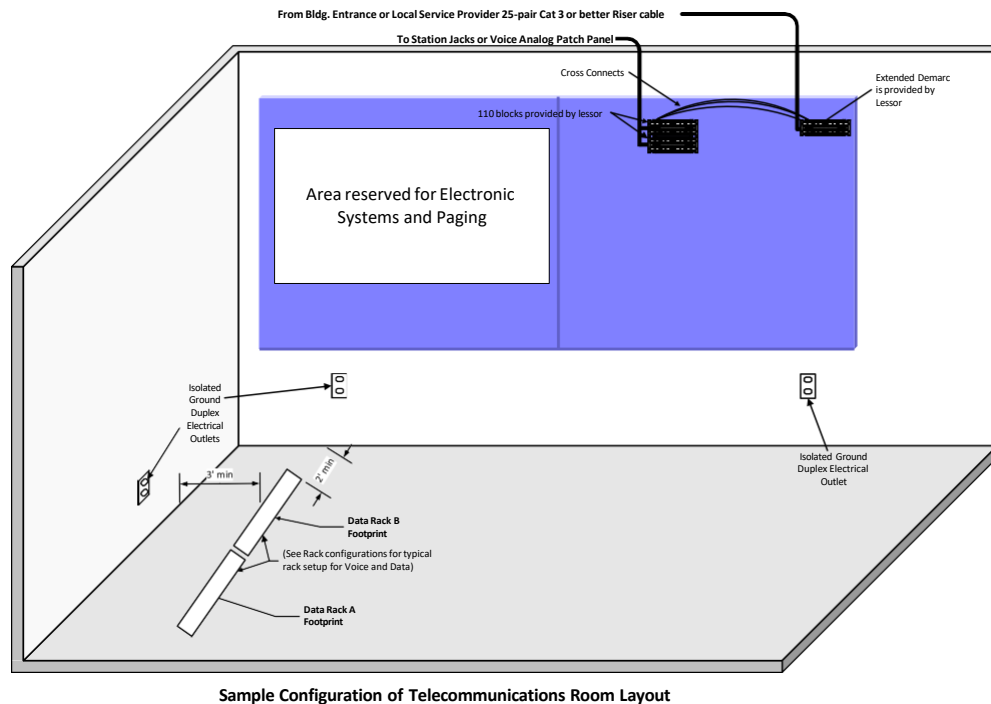 From Bldg. Entrance or Local Service Provider 25-pair Cat 3 or better Riser cable
To Station Jacks or Voice Analog Patch Panel
Cross Connects
Extended Demarc
is provided by
Lessor
110 blocks provided by lessor
Area reserved for Electronic
Systems and Paging
Isolated
Ground
Duplex
Electrical
Outlets
Isolated Ground
Duplex Electrical
Outlet
3' min
2' min
Data Rack B
Footprint
(See Rack configurations for typical
rack setup for Voice and Data)
Data Rack A
Footprint
Sample Configuration of Telecommunications Room Layout